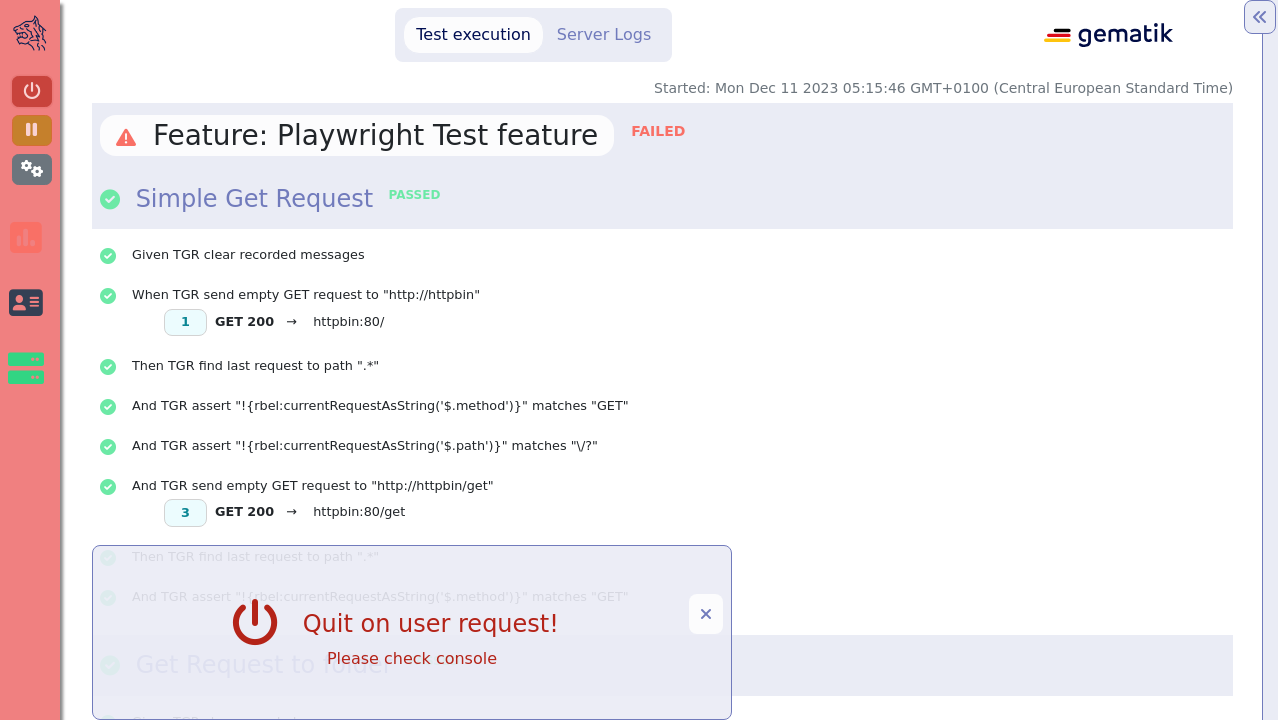 Test execution
Server Logs
gematik
Started: Mon Dec 11 2023 05:15:46 GMT+0100 (Central European Standard Time)
Feature: Playwright Test feature
FAILED
Simple Get Request
PASSED
Given TGR clear recorded messages
When TGR send empty GET request to "http://httpbin"
1 GET 200 → httpbin:80/
Then TGR find last request to path ".*"
And TGR assert "!{rbel:currentRequestAsString('$.method')}" matches "GET"
And TGR assert "!{rbel:currentRequestAsString('$.path')}" matches "\/?"
And TGR send empty GET request to "http://httpbin/get"
3 GET 200 → httpbin:80/get
Then TGR find last request to path ".*"
And TGR assert "!{rbel:currentRequestAsString('$.method')}" matches "GET"
Quit on user request!
Please check console
Get Request to folder